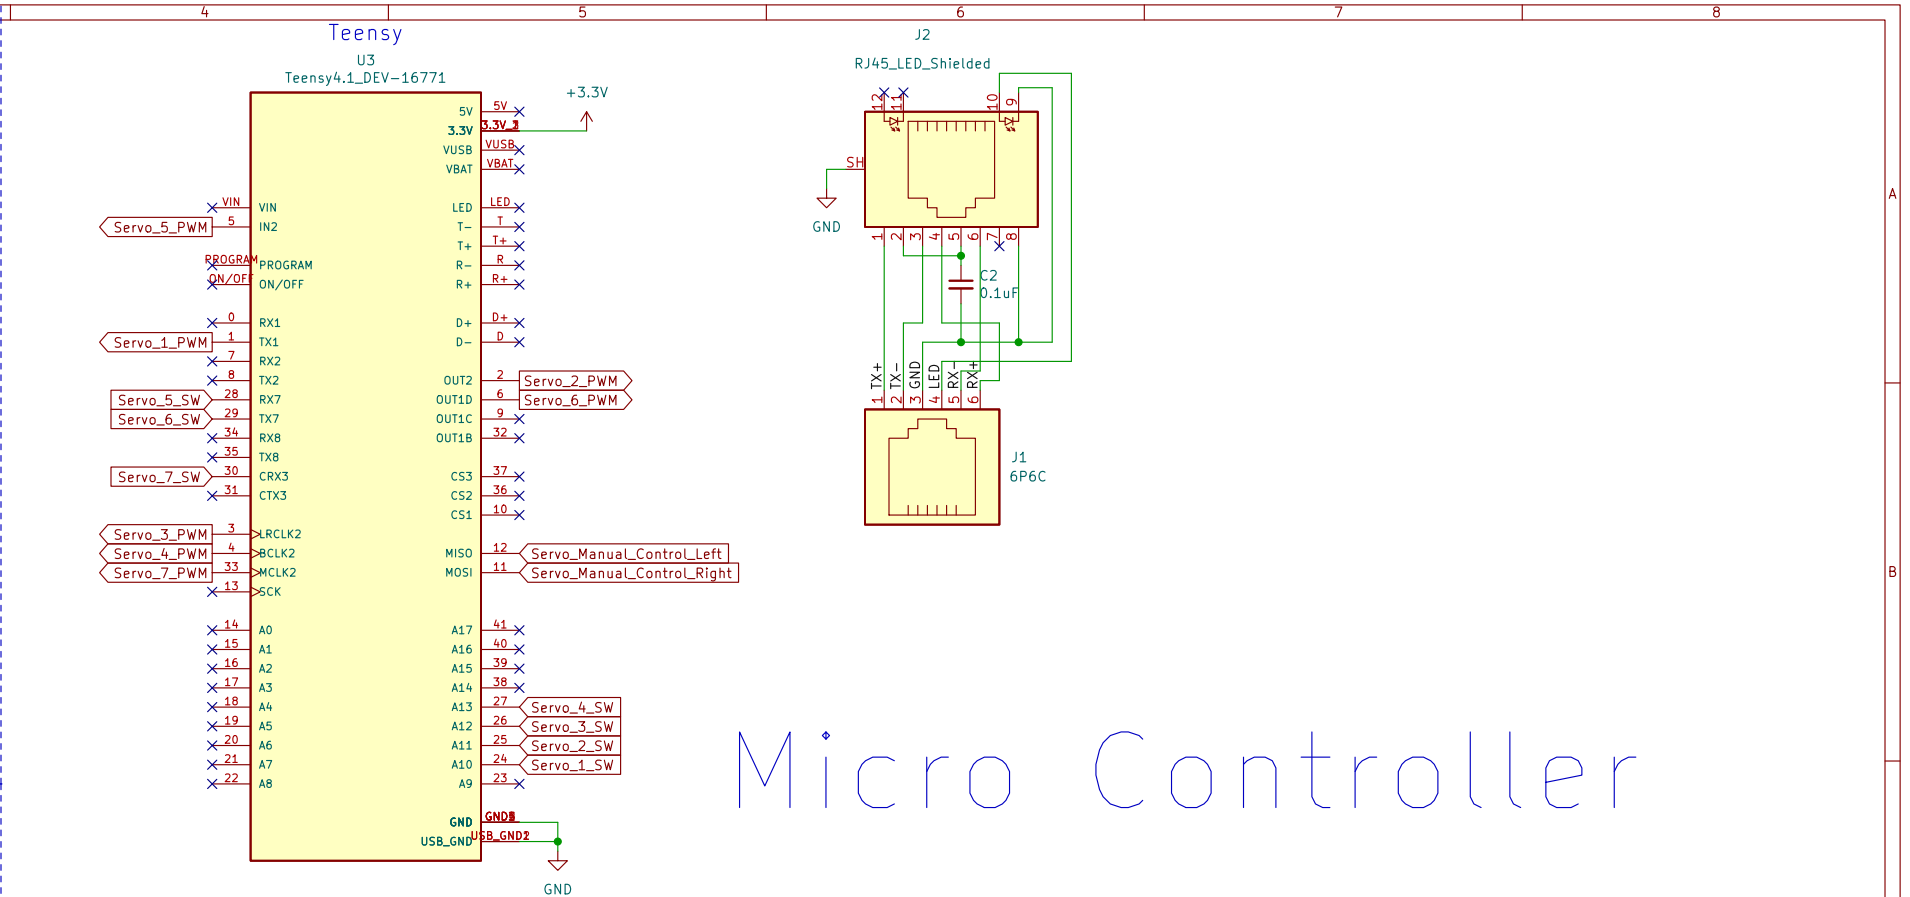 4 5 6 7 8
Teensy
U3
Teensy4.1_DEV-16771
5V 5V
3.3V
VUSB VUSB
VBAT VBAT
+3.3V
VIN VIN
Servo_5_PWM 5 IN2
PROGRAM PROGRAM
ON/OFF ON/OFF
0 RX1
Servo_1_PWM 1 TX1
7 RX2
8 TX2
Servo_5_SW 28 RX7
Servo_6_SW 29 TX7
34 RX8
35 TX8
Servo_7_SW 30 CRX3
31 CTX3
Servo_3_PWM 3 LRCLK2
Servo_4_PWM 4 BCLK2
Servo_7_PWM 33 MCLK2
13 SCK
14 A0
15 A1
16 A2
17 A3
18 A4
19 A5
20 A6
21 A7
22 A8
LED LED
T- T
T+ T+
R- R
R+ R+
D+ D+
D- D
OUT2 2 Servo_2_PWM
OUT1D 6 Servo_6_PWM
OUT1C 9
OUT1B 32
CS3 37
CS2 36
CS1 10
MISO 12 Servo_Manual_Control_Left
MOSI 11 Servo_Manual_Control_Right
A17 41
A16 40
A15 39
A14 38
A13 27 Servo_4_SW
A12 26 Servo_3_SW
A11 25 Servo_2_SW
A10 24 Servo_1_SW
A9 23
GND
USB_GND
GND
J2
RJ45_LED_Shielded
12 11 10 9
SH
GND
1 2 3 4 5 6 7 8
C2
0.1uF
TX+ TX- GND LED RX- RX+
1 2 3 4 5 6
J1
6P6C
Micro Controller
A
B